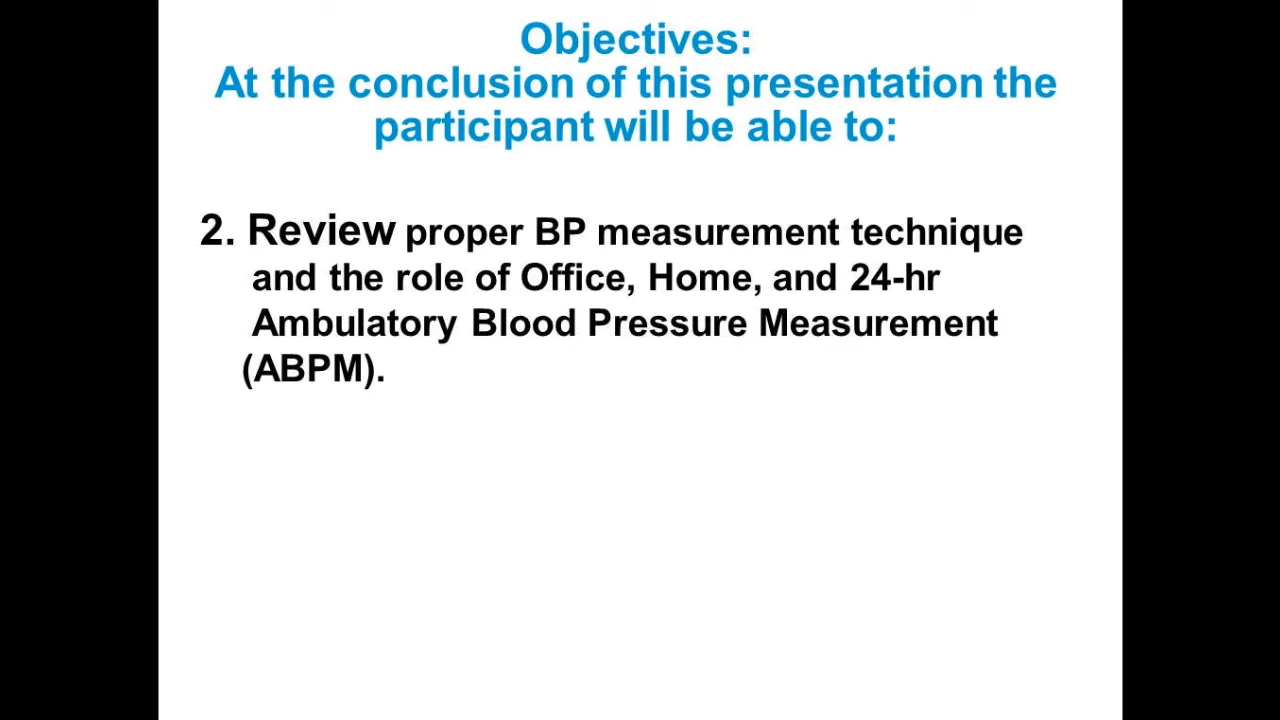 Objectives:
At the conclusion of this presentation the
participant will be able to:
2. Review proper BP measurement technique
and the role of Office, Home, and 24-hr
Ambulatory Blood Pressure Measurement
(ABPM).